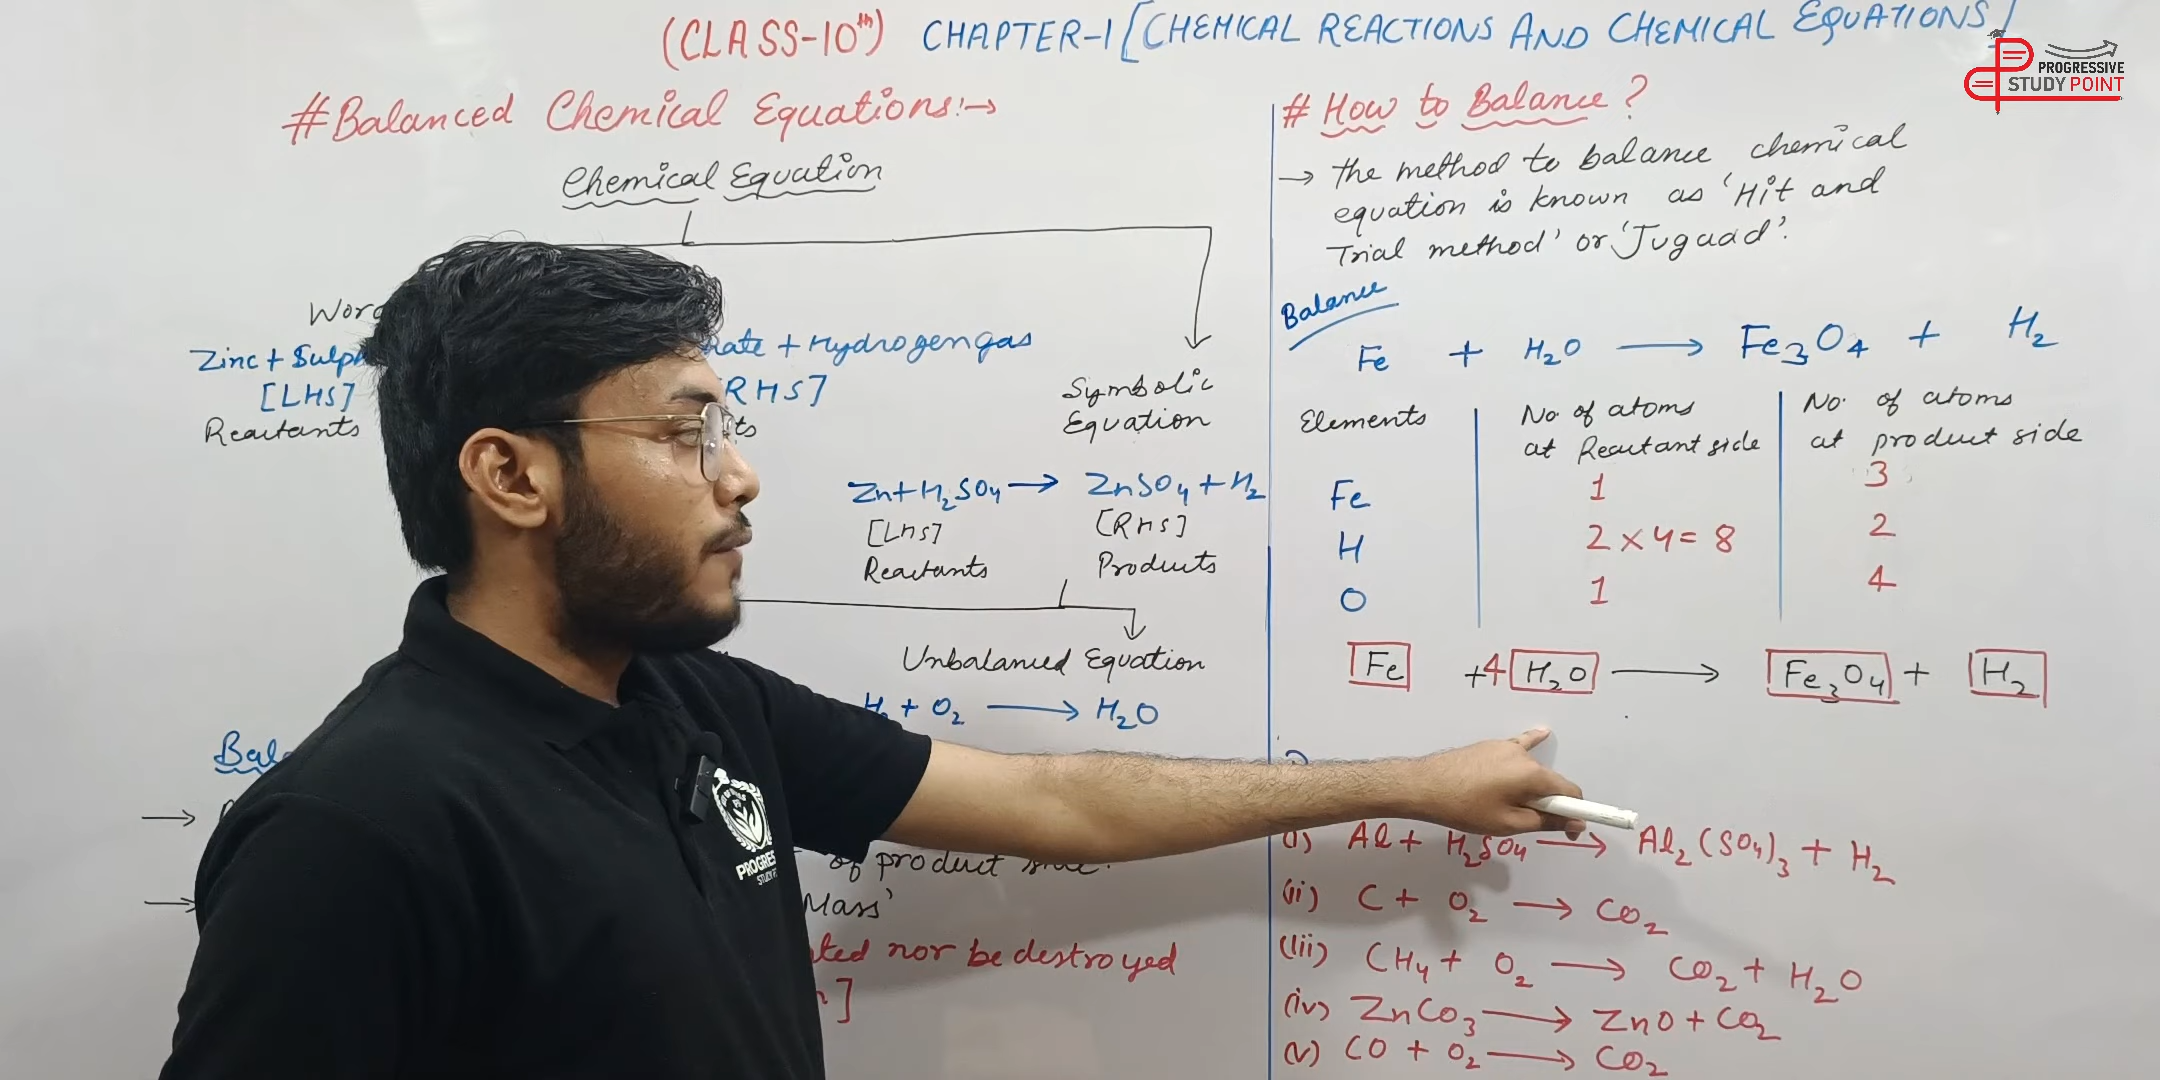 (CLASS-10th) CHAPTER-1 [CHEMICAL REACTIONS AND CHEMICAL EQUATIONS]
PROGRESSIVE
STUDY POINT
#Balanced Chemical Equations:→
Chemical Equation
Zinc + Sulph
rate + Hydrogen gas
[LHS]
RHS]
Reactants
ts
Symbolic
Equation
Zn + H₂SO₄ → ZnSO₄ + H₂
[LHS] [RHS]
Reactants Products
Unbalanced Equation
H₂ + O₂ → H₂O
→
of product
→
Mass'
ted nor be destroyed
]
# How to Balance?
→ the method to balance chemical
equation is known as 'Hit and
Trial method' or 'Juguad'.
Balance
Fe + H₂O → Fe₃O₄ + H₂
Elements No of atoms No. of atoms
at Reactant side at product side
Fe 1 3
H 2 × 4 = 8 2
O 1 4
Fe + 4 H₂O → Fe₃O₄ + H₂
(i) Al + H₂SO₄ → Al₂(SO₄)₃ + H₂
(ii) C + O₂ → CO₂
(iii) CH₄ + O₂ → CO₂ + H₂O
(iv) ZnCo₃ → ZnO + CO₂
(v) CO + O₂ → CO₂
PROGRES